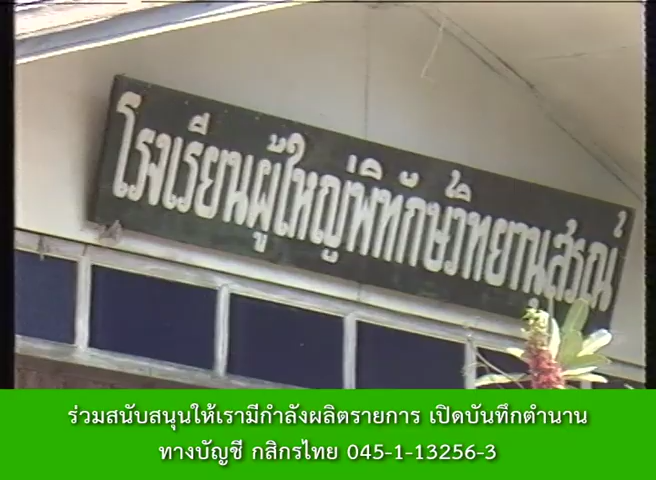 โรงเรียนผู้ใหญ่พิทักษ์วิทยานุสรณ์
ร่วมสนับสนุนให้เรามีกำลังผลิตรายการ เปิดบันทึกตำนาน
ทางบัญชี กสิกรไทย 045-1-13256-3